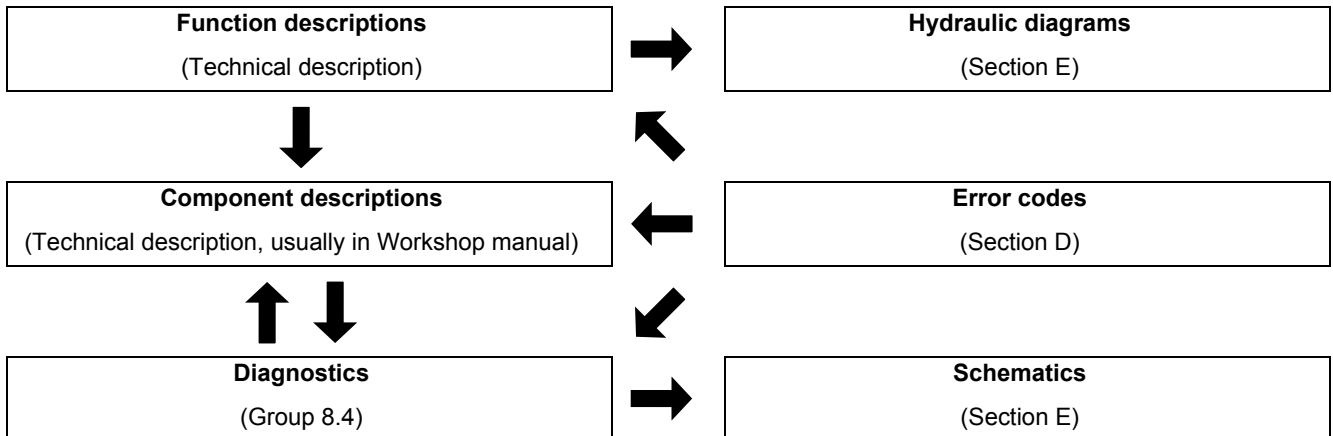 Function descriptions
(Technical description)
Hydraulic diagrams
(Section E)
Component descriptions
(Technical description, usually in Workshop manual)
Error codes
(Section D)
Diagnostics
(Group 8.4)
Schematics
(Section E)